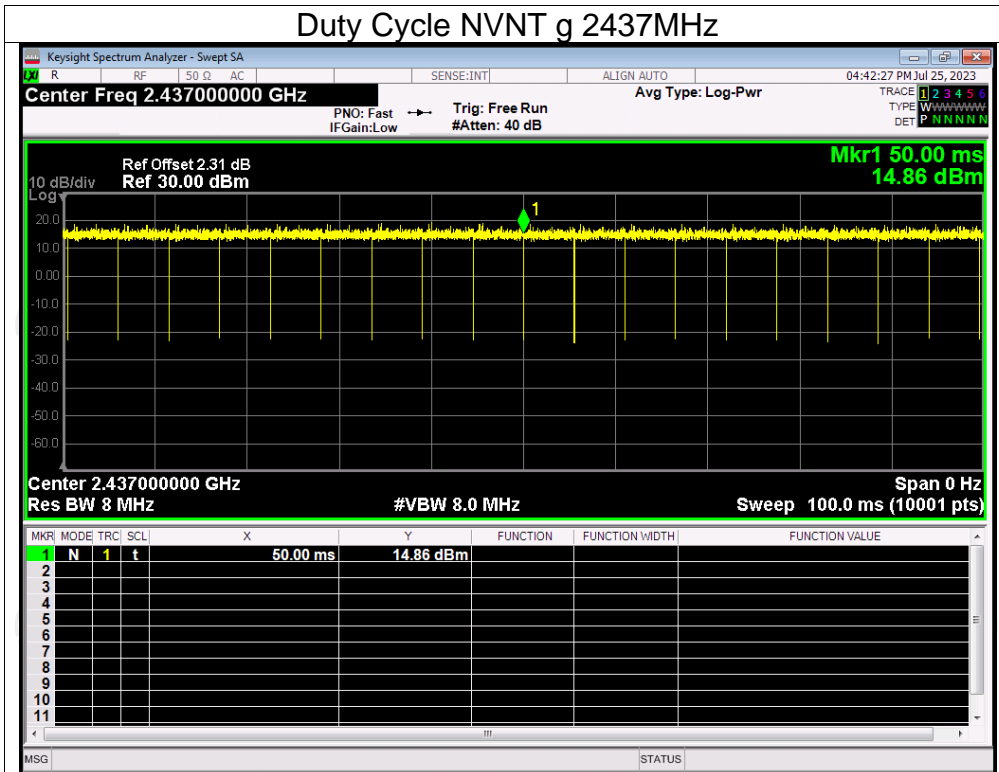 Duty Cycle NVNT g 2437MHz
Keysight Spectrum Analyzer - Swept SA
LXI R RF 50 Ω AC SENSE:INT ALIGN AUTO 04:42:27 PM Jul 25, 2023
Center Freq 2.437000000 GHz
PNO: Fast
IFGain:Low
Trig: Free Run
#Atten: 40 dB
Avg Type: Log-Pwr
TRACE 1 2 3 4 5 6
TYPE WWWWWWW
DET P N N N N N
Mkr1 50.00 ms
14.86 dBm
Ref Offset 2.31 dB
10 dB/div Ref 30.00 dBm
Log
1
20.0
10.0
0.00
-10.0
-20.0
-30.0
-40.0
-50.0
-60.0
Center 2.437000000 GHz Span 0 Hz
Res BW 8 MHz #VBW 8.0 MHz Sweep 100.0 ms (10001 pts)
MKR MODE TRC SCL X Y FUNCTION FUNCTION WIDTH FUNCTION VALUE
1 N 1 t 50.00 ms 14.86 dBm
2
3
4
5
6
7
8
9
10
11
MSG STATUS